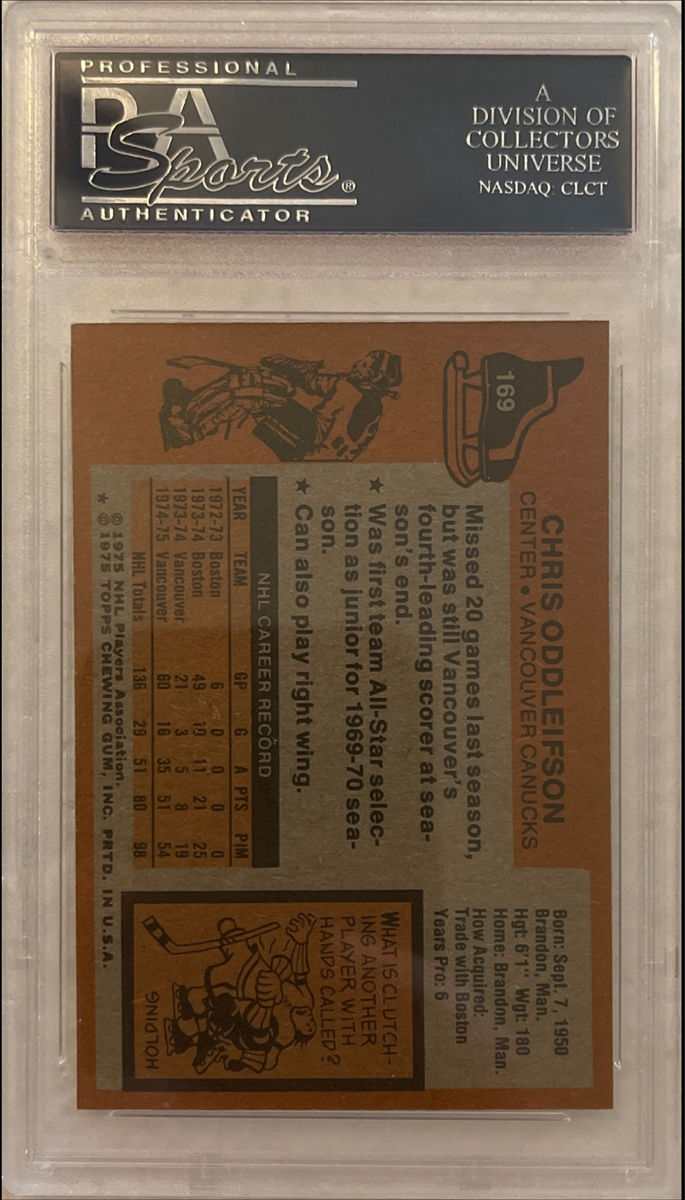 PROFESSIONAL
PSA
Sports®
AUTHENTICATOR
A
DIVISION OF
COLLECTORS
UNIVERSE
NASDAQ: CLCT
169
CHRIS ODDLEIFSON
CENTER • VANCOUVER CANUCKS
Missed 20 games last season,
but was still Vancouver's
fourth-leading scorer at sea-
son's end.
★ Was first team All-Star selec-
tion as junior for 1969-70 sea-
son.
★ Can also play right wing.
NHL CAREER RECORD
YEAR TEAM GP G A PTS PIM
1972-73 Boston 6 0 0 0 0
1973-74 Boston 49 10 11 21 25
1973-74 Vancouver 21 3 5 8 19
1974-75 Vancouver 60 16 35 51 54
NHL Totals 136 29 51 80 98
© 1975 NHL Players Association.
* © 1975 TOPPS CHEWING GUM, INC. PRTD. IN U.S.A.
Born: Sept. 7, 1950
Brandon, Man.
Hgt: 6'1" Wgt: 180
Home: Brandon, Man.
How Acquired:
Trade with Boston
Years Pro: 6
WHAT IS CLUTCH-
ING ANOTHER
PLAYER WITH
HANDS CALLED?
HOLDING